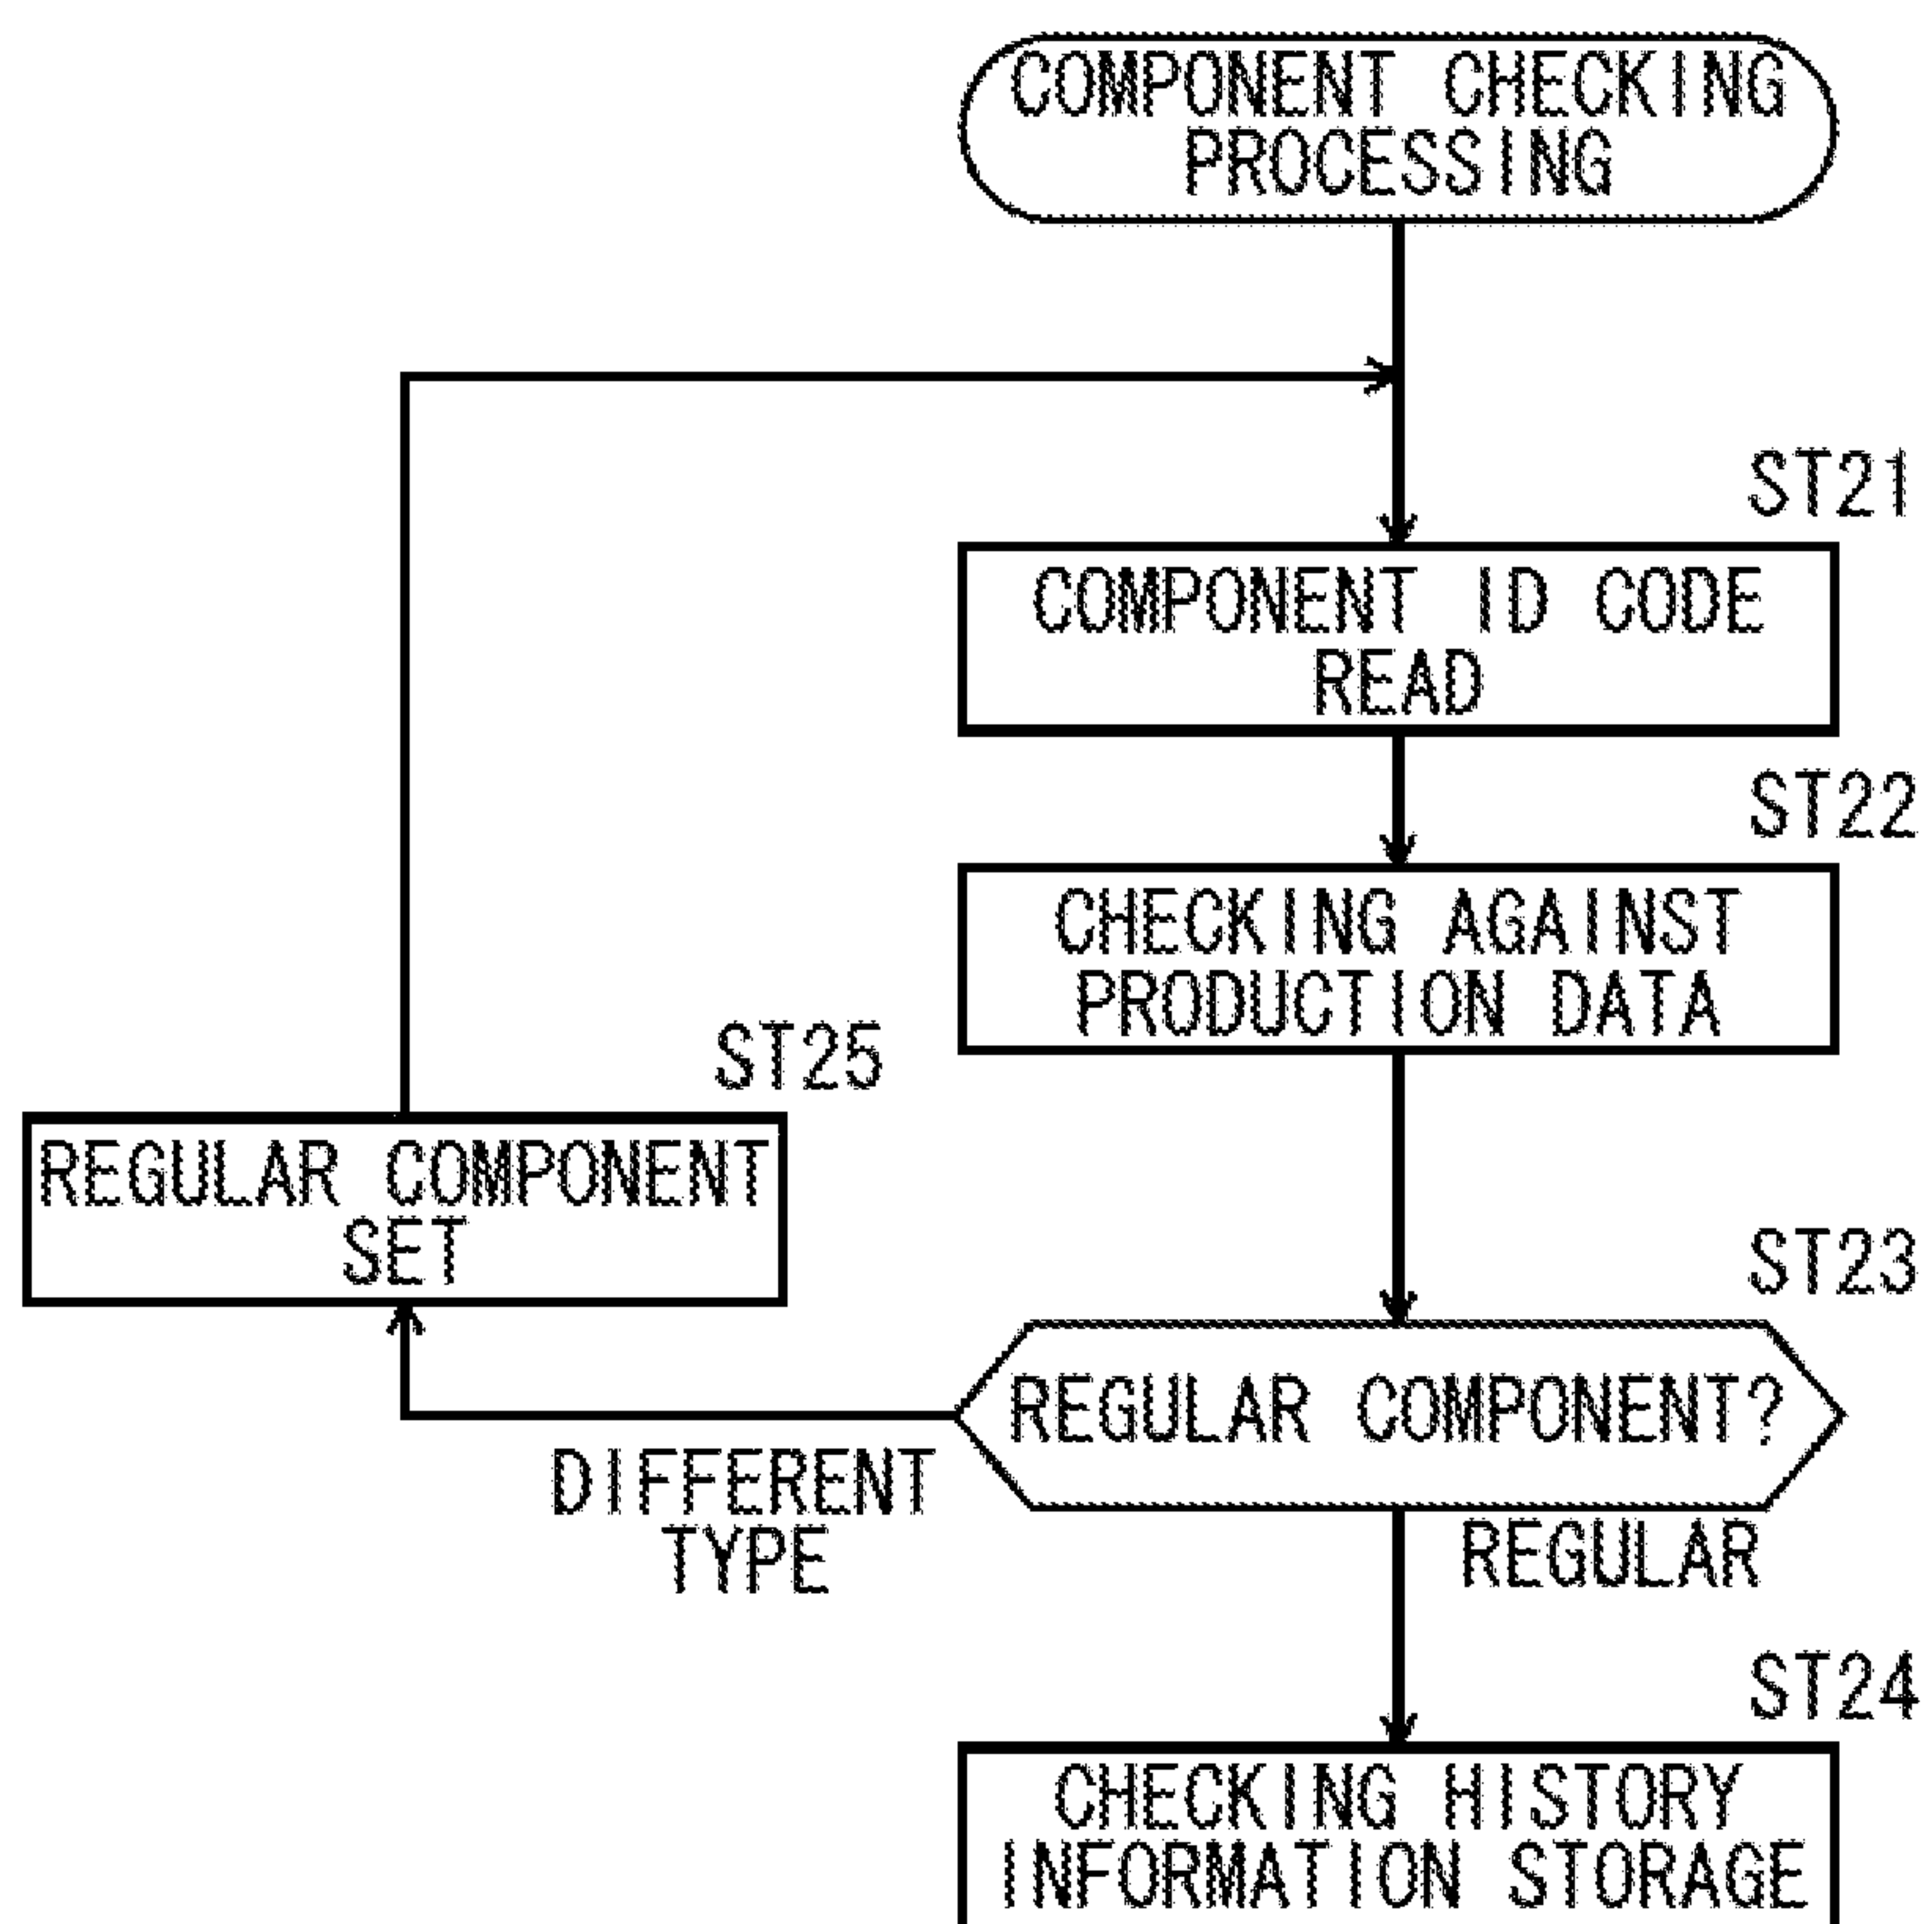 COMPONENT CHECKING
PROCESSING
ST21
COMPONENT ID CODE
READ
ST22
CHECKING AGAINST
PRODUCTION DATA
ST25
REGULAR COMPONENT
SET
ST23
REGULAR COMPONENT?
DIFFERENT
TYPE
REGULAR
ST24
CHECKING HISTORY
INFORMATION STORAGE